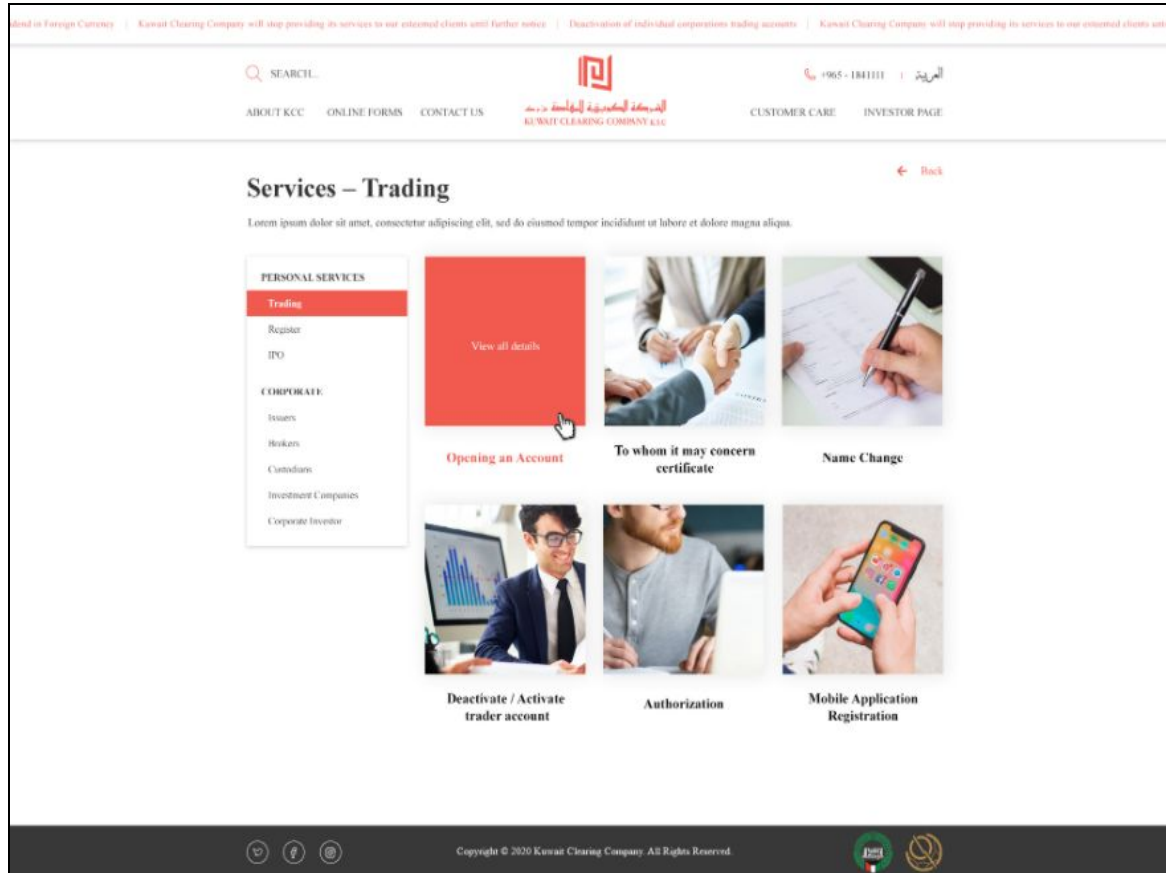 dend in Foreign Currency | Kuwait Clearing Company will stop providing its services to our esteemed clients until further notice | Deactivation of individual corporations trading accounts | Kuwait Clearing Company will stop providing its services to our esteemed clients unti
SEARCH...
+965 - 1841111 | العربية
ABOUT KCC ONLINE FORMS CONTACT US
الشركة الكويتية للمقاصة
KUWAIT CLEARING COMPANY K.S.C
CUSTOMER CARE INVESTOR PAGE
Back
Services – Trading
Lorem ipsum dolor sit amet, consectetur adipiscing elit, sed do eiusmod tempor incididunt ut labore et dolore magna aliqua.
PERSONAL SERVICES
Trading
Register
IPO
CORPORATE
Issuers
Brokers
Custodians
Investment Companies
Corporate Investor
View all details
Opening an Account
To whom it may concern
certificate
Name Change
Deactivate / Activate
trader account
Authorization
Mobile Application
Registration
Copyright © 2020 Kuwait Clearing Company. All Rights Reserved.